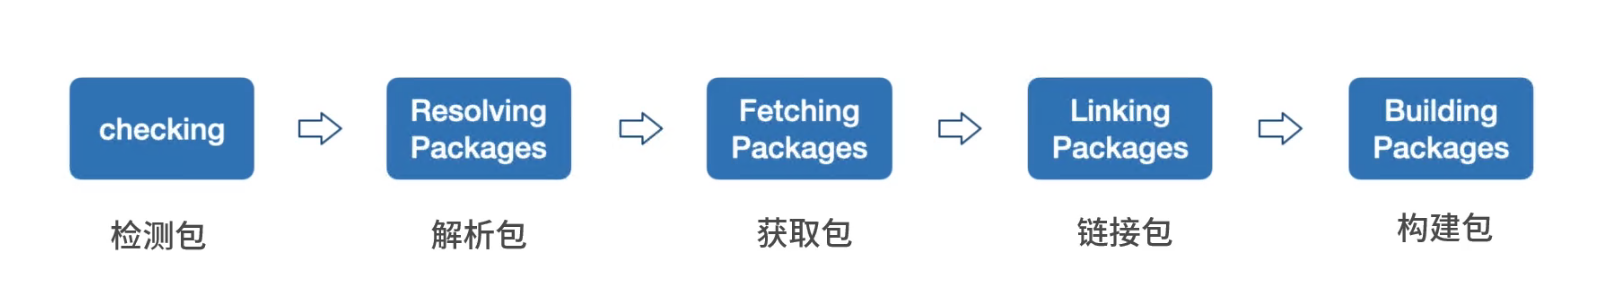 checking
Resolving
Packages
Fetching
Packages
Linking
Packages
Building
Packages
检测包
解析包
获取包
链接包
构建包